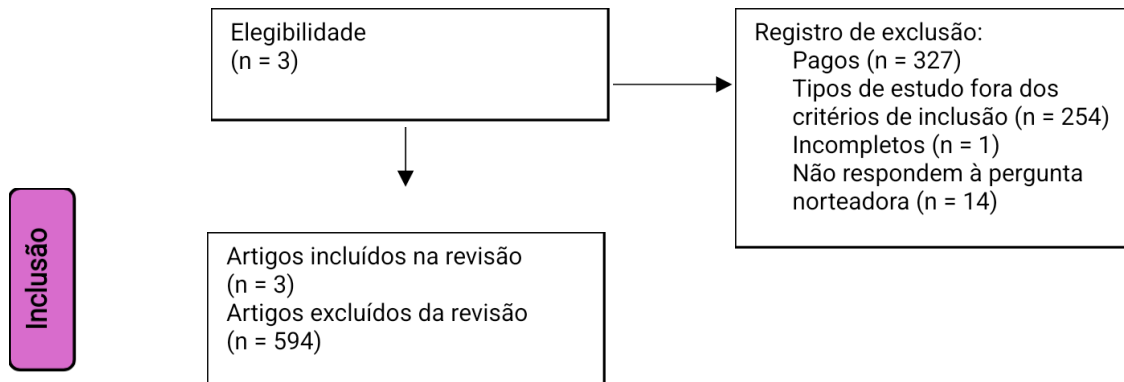 Elegibilidade
(n = 3)
Registro de exclusão:
Pagos (n = 327)
Tipos de estudo fora dos
critérios de inclusão (n = 254)
Incompletos (n = 1)
Não respondem à pergunta
norteadora (n = 14)
Inclusão
Artigos incluídos na revisão
(n = 3)
Artigos excluídos da revisão
(n = 594)